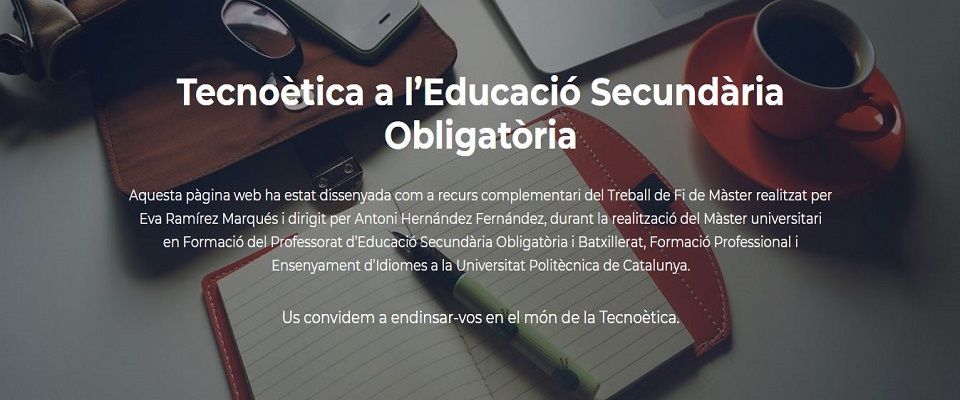 Tecnoètica a l’Educació Secundària
Obligatòria
Aquesta pàgina web ha estat dissenyada com a recurs complementari del Treball de Fi de Màster realitzat per
Eva Ramírez Marqués i dirigit per Antoni Hernández Fernández, durant la realització del Màster universitari
en Formació del Professorat d’Educació Secundària Obligatòria i Batxillerat, Formació Professional i
Ensenyament d’Idiomes a la Universitat Politècnica de Catalunya.
Us convidem a endinsar-vos en el món de la Tecnoètica.